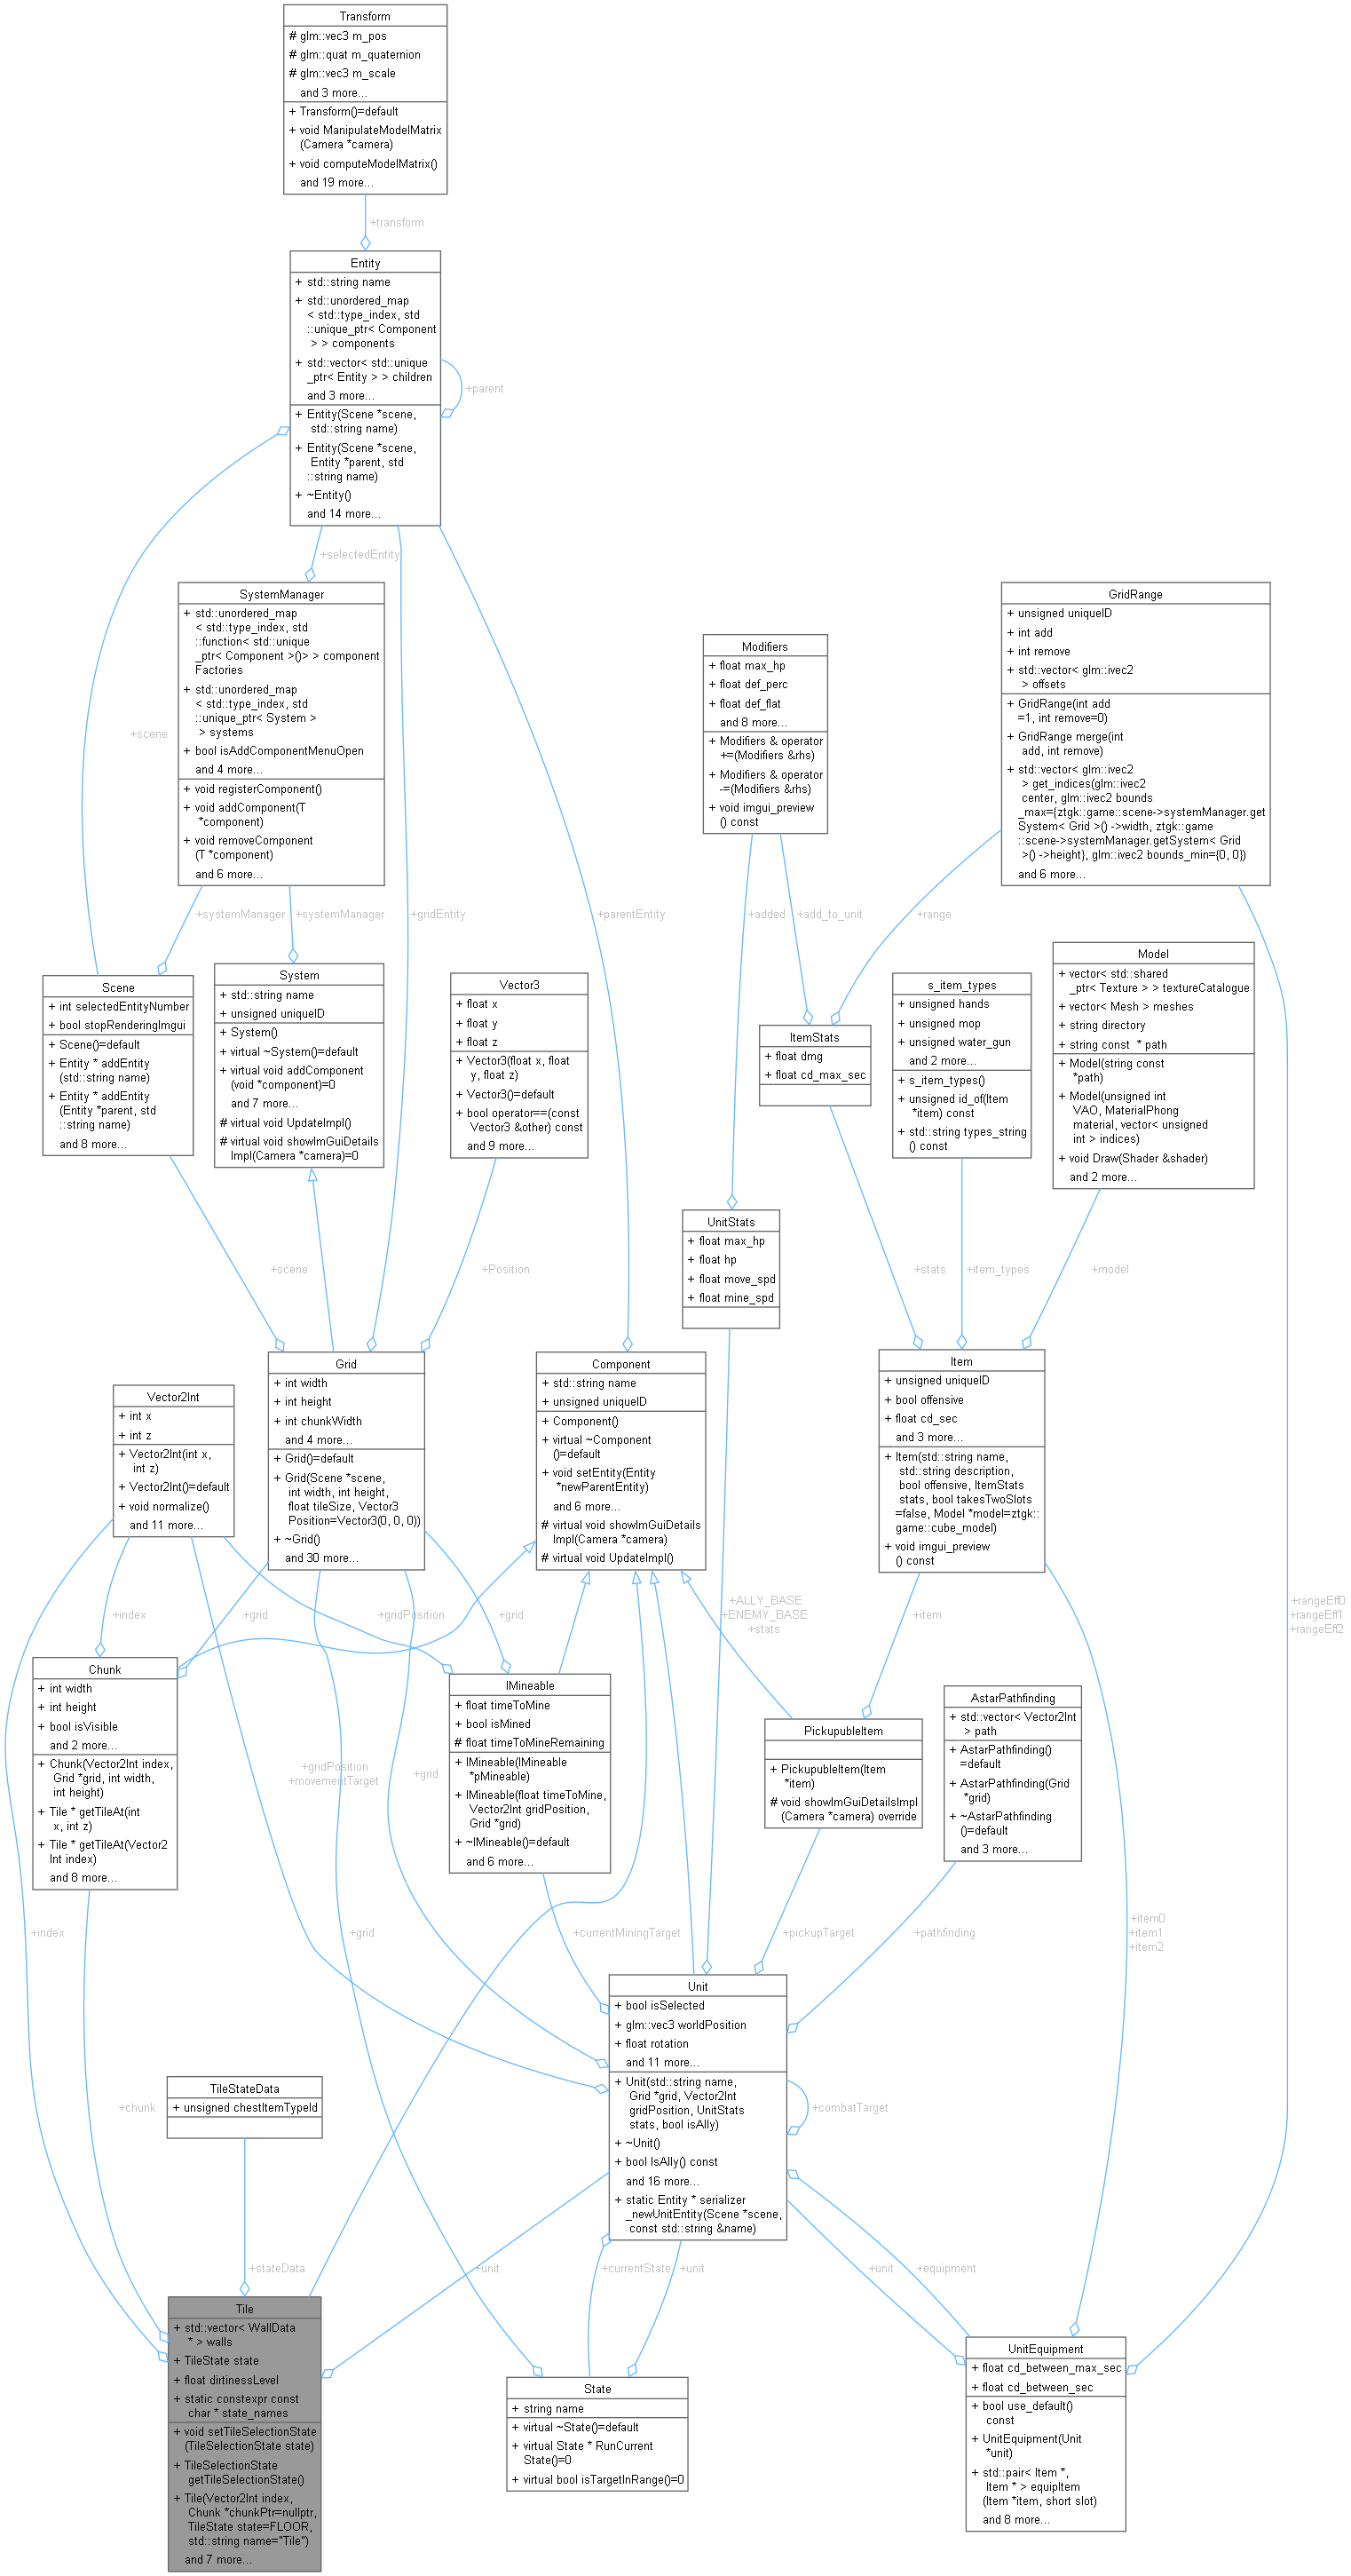 Transform
# glm::vec3 m_pos
# glm::quat m_quaternion
# glm::vec3 m_scale
and 3 more...
+ Transform()=default
+ void ManipulateModelMatrix
(Camera *camera)
+ void computeModelMatrix()
and 19 more...
+transform
Entity
+ std::string name
+ std::unordered_map
< std::type_index, std
::unique_ptr< Component
> > components
+ std::vector< std::unique
_ptr< Entity > > children
and 3 more...
+ Entity(Scene *scene,
std::string name)
+ Entity(Scene *scene,
Entity *parent, std
::string name)
+ ~Entity()
and 14 more...
+parent
+selectedEntity
SystemManager
+ std::unordered_map
< std::type_index, std
::function< std::unique
_ptr< Component >()> > component
Factories
+ std::unordered_map
< std::type_index, std
::unique_ptr< System >
> systems
+ bool isAddComponentMenuOpen
and 4 more...
+ void registerComponent()
+ void addComponent(T
*component)
+ void removeComponent
(T *component)
and 6 more...
+scene
GridRange
+ unsigned uniqueID
+ int add
+ int remove
+ std::vector< glm::ivec2
> offsets
+ GridRange(int add
=1, int remove=0)
+ GridRange merge(int
add, int remove)
+ std::vector< glm::ivec2
> get_indices(glm::ivec2
center, glm::ivec2 bounds
_max={ztgk::game::scene->systemManager.get
System< Grid >() ->width, ztgk::game
::scene->systemManager.getSystem< Grid
>() ->height}, glm::ivec2 bounds_min={0, 0})
and 6 more...
Modifiers
+ float max_hp
+ float def_perc
+ float def_flat
and 8 more...
+ Modifiers & operator
+=(Modifiers &rhs)
+ Modifiers & operator
-=(Modifiers &rhs)
+ void imgui_preview
() const
+systemManager
+systemManager
+gridEntity
+parentEntity
+added
+add_to_unit
+range
Scene
+ int selectedEntityNumber
+ bool stopRenderingImgui
+ Scene()=default
+ Entity * addEntity
(std::string name)
+ Entity * addEntity
(Entity *parent, std
::string name)
and 8 more...
System
+ std::string name
+ unsigned uniqueID
+ System()
+ virtual ~System()=default
+ virtual void addComponent
(void *component)=0
and 7 more...
# virtual void UpdateImpl()
# virtual void showImGuiDetails
Impl(Camera *camera)=0
Vector3
+ float x
+ float y
+ float z
+ Vector3(float x, float
y, float z)
+ Vector3()=default
+ bool operator==(const
Vector3 &other) const
and 9 more...
ItemStats
+ float dmg
+ float cd_max_sec
s_item_types
+ unsigned hands
+ unsigned mop
+ unsigned water_gun
and 2 more...
+ s_item_types()
+ unsigned id_of(Item
*item) const
+ std::string types_string
() const
Model
+ vector< std::shared
_ptr< Texture > > textureCatalogue
+ vector< Mesh > meshes
+ string directory
+ string const  * path
+ Model(string const
*path)
+ Model(unsigned int
VAO, MaterialPhong
material, vector< unsigned
int > indices)
+ void Draw(Shader &shader)
and 2 more...
UnitStats
+ float max_hp
+ float hp
+ float move_spd
+ float mine_spd
+scene
+Position
+stats
+item_types
+model
Vector2Int
+ int x
+ int z
+ Vector2Int(int x,
int z)
+ Vector2Int()=default
+ void normalize()
and 11 more...
Grid
+ int width
+ int height
+ int chunkWidth
and 4 more...
+ Grid()=default
+ Grid(Scene *scene,
int width, int height,
float tileSize, Vector3
Position=Vector3(0, 0, 0))
+ ~Grid()
and 30 more...
Component
+ std::string name
+ unsigned uniqueID
+ Component()
+ virtual ~Component
()=default
+ void setEntity(Entity
*newParentEntity)
and 6 more...
# virtual void showImGuiDetails
Impl(Camera *camera)
# virtual void UpdateImpl()
Item
+ unsigned uniqueID
+ bool offensive
+ float cd_sec
and 3 more...
+ Item(std::string name,
std::string description,
bool offensive, ItemStats
stats, bool takesTwoSlots
=false, Model *model=ztgk::
game::cube_model)
+ void imgui_preview
() const
+index
+grid
+gridPosition
+grid
+ALLY_BASE
+ENEMY_BASE
+stats
+item
+rangeEff0
+rangeEff1
+rangeEff2
Chunk
+ int width
+ int height
+ bool isVisible
and 2 more...
+ Chunk(Vector2Int index,
Grid *grid, int width,
int height)
+ Tile * getTileAt(int
x, int z)
+ Tile * getTileAt(Vector2
Int index)
and 8 more...
+gridPosition
+movementTarget
+grid
IMineable
+ float timeToMine
+ bool isMined
# float timeToMineRemaining
+ IMineable(IMineable
*pMineable)
+ IMineable(float timeToMine,
Vector2Int gridPosition,
Grid *grid)
+ ~IMineable()=default
and 6 more...
PickupubleItem
+ PickupubleItem(Item
*item)
# void showImGuiDetailsImpl
(Camera *camera) override
AstarPathfinding
+ std::vector< Vector2Int
> path
+ AstarPathfinding()
=default
+ AstarPathfinding(Grid
*grid)
+ ~AstarPathfinding
()=default
and 3 more...
+index
+grid
+currentMiningTarget
+pickupTarget
+pathfinding
+item0
+item1
+item2
Unit
+ bool isSelected
+ glm::vec3 worldPosition
+ float rotation
and 11 more...
+ Unit(std::string name,
Grid *grid, Vector2Int
gridPosition, UnitStats
stats, bool isAlly)
+ ~Unit()
+ bool IsAlly() const
and 16 more...
+ static Entity * serializer
_newUnitEntity(Scene *scene,
const std::string &name)
+combatTarget
TileStateData
+ unsigned chestItemTypeId
+chunk
+stateData
+unit
+currentState
+unit
+unit
+equipment
Tile
+ std::vector< WallData
* > walls
+ TileState state
+ float dirtinessLevel
+ static constexpr const
char * state_names
+ void setTileSelectionState
(TileSelectionState state)
+ TileSelectionState
getTileSelectionState()
+ Tile(Vector2Int index,
Chunk *chunkPtr=nullptr,
TileState state=FLOOR,
std::string name="Tile")
and 7 more...
State
+ string name
+ virtual ~State()=default
+ virtual State * RunCurrent
State()=0
+ virtual bool isTargetInRange()=0
UnitEquipment
+ float cd_between_max_sec
+ float cd_between_sec
+ bool use_default()
const
+ UnitEquipment(Unit
*unit)
+ std::pair< Item *,
Item * > equipItem
(Item *item, short slot)
and 8 more...